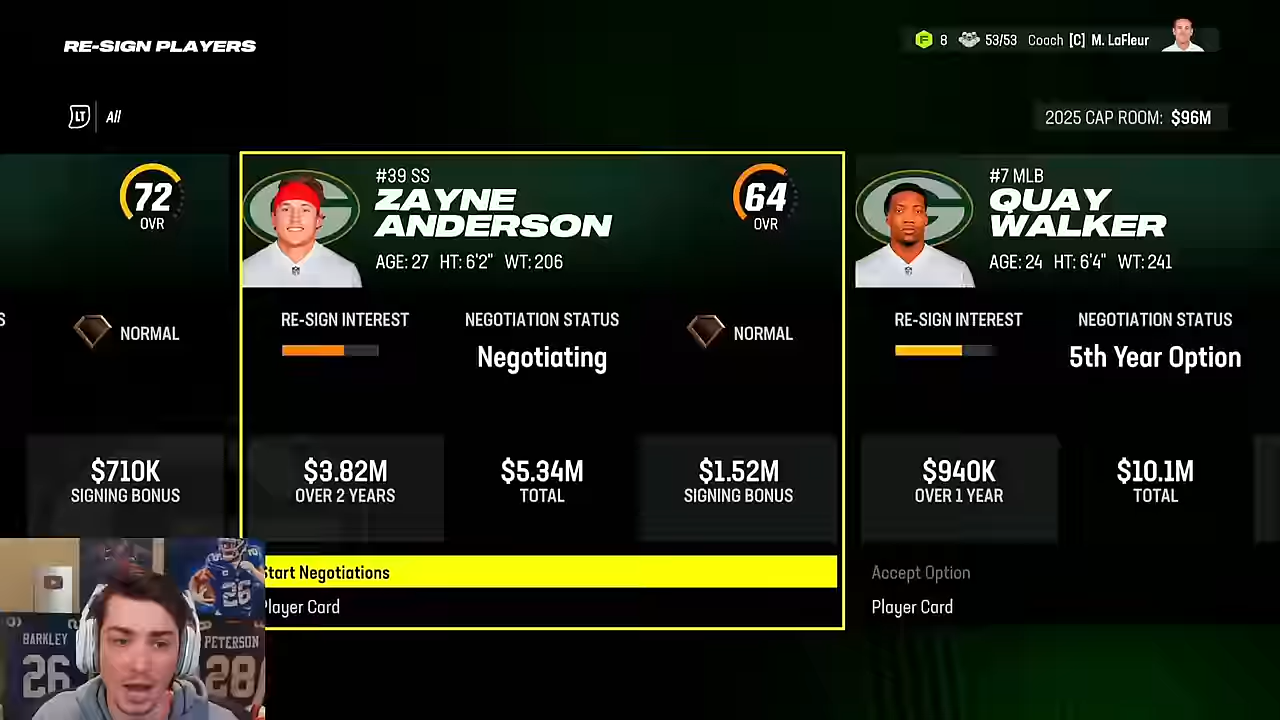 RE-SIGN PLAYERS
F 8 53/53 Coach [C] M. LaFleur
LT All
2025 CAP ROOM: $96M
72
OVR
NORMAL
$710K
SIGNING BONUS
#39 SS
ZAYNE
ANDERSON
AGE: 27 HT: 6'2" WT: 206
64
OVR
RE-SIGN INTEREST
NEGOTIATION STATUS
Negotiating
NORMAL
$3.82M
OVER 2 YEARS
$5.34M
TOTAL
$1.52M
SIGNING BONUS
Start Negotiations
Player Card
#7 MLB
QUAY
WALKER
AGE: 24 HT: 6'4" WT: 241
RE-SIGN INTEREST
NEGOTIATION STATUS
5th Year Option
$940K
OVER 1 YEAR
$10.1M
TOTAL
Accept Option
Player Card
BARKLEY
26
PETERSON
28
26